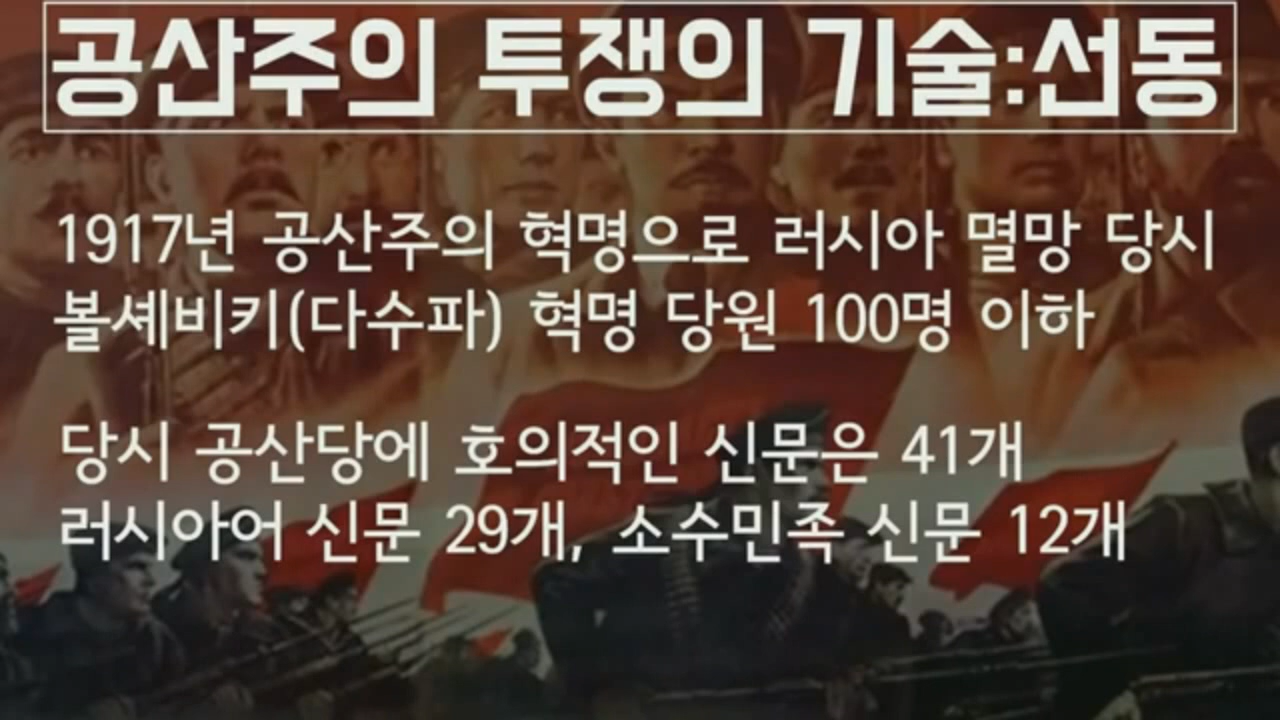 공산주의 투쟁의 기술:선동
1917년 공산주의 혁명으로 러시아 멸망 당시
볼셰비키(다수파) 혁명 당원 100명 이하
당시 공산당에 호의적인 신문은 41개
러시아어 신문 29개, 소수민족 신문 12개